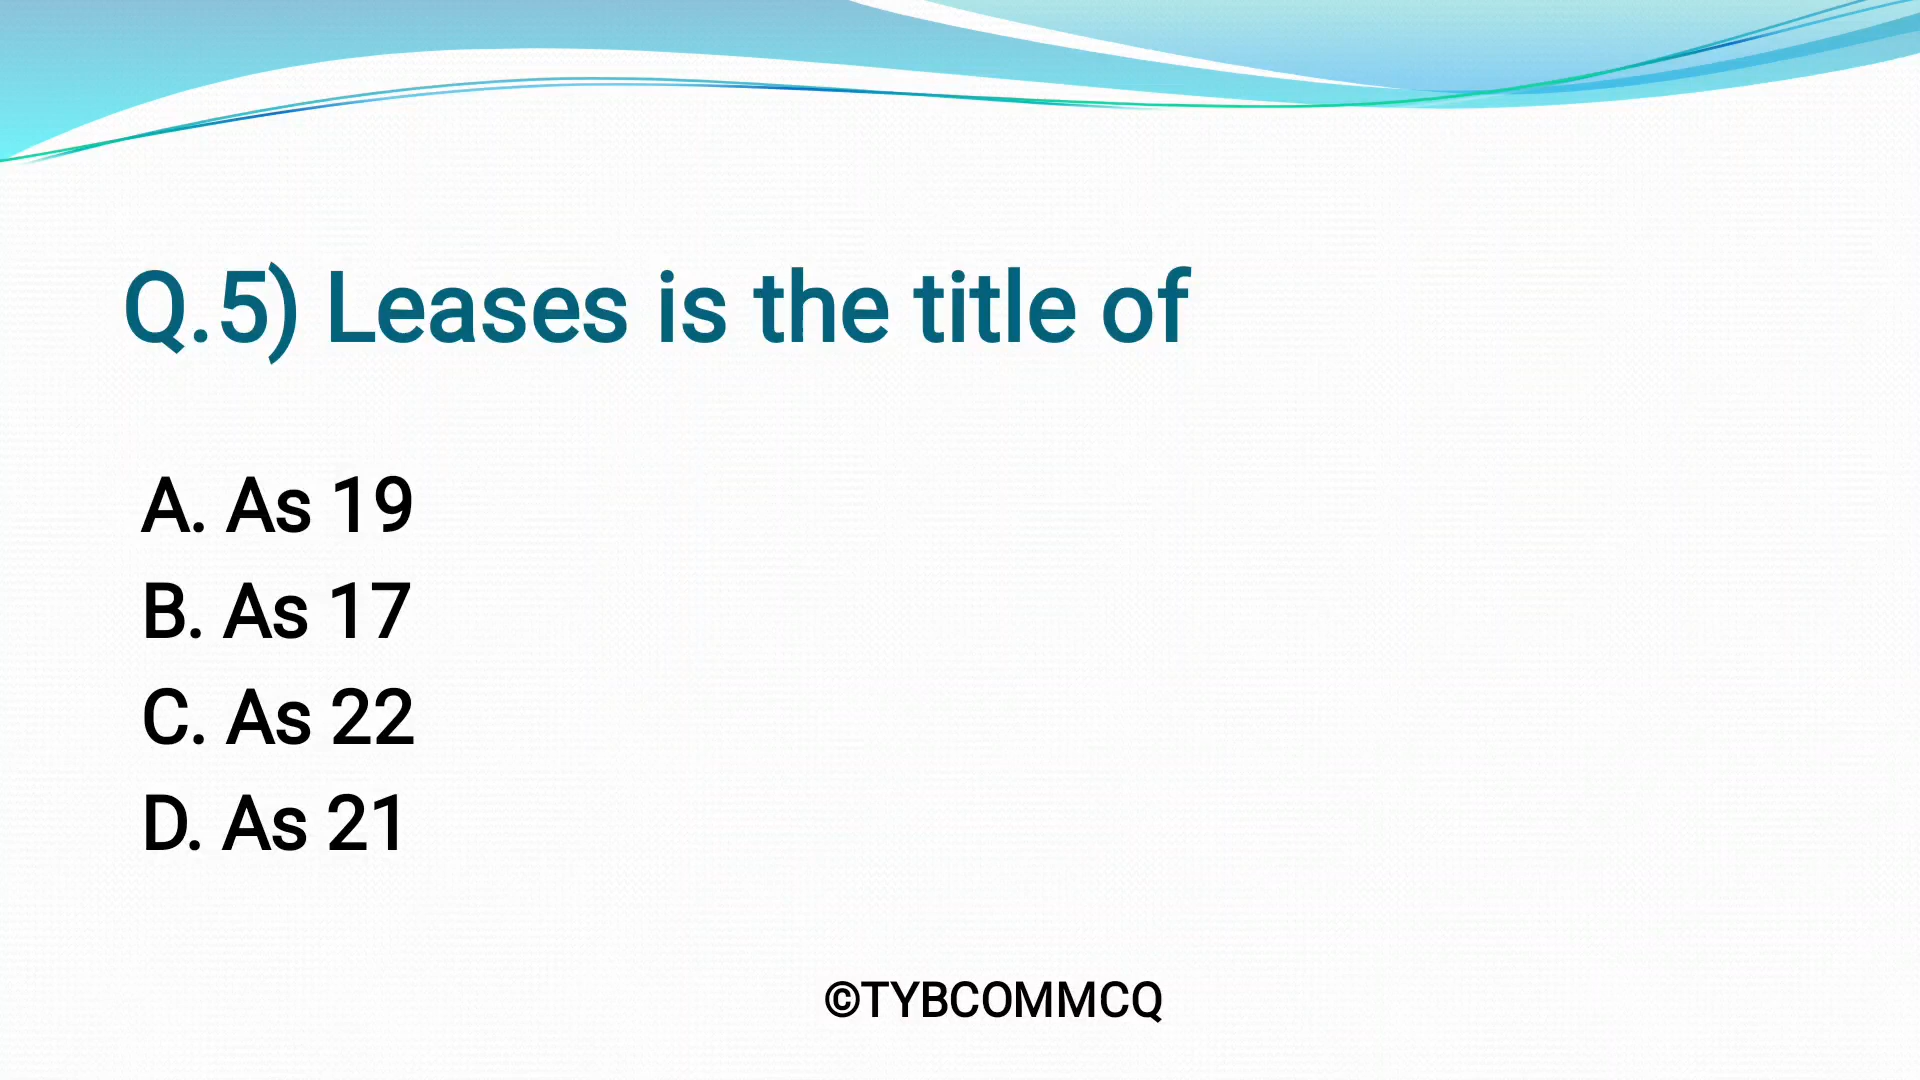 Q.5) Leases is the title of
A. As 19
B. As 17
C. As 22
D. As 21
©TYBCOMMCQ